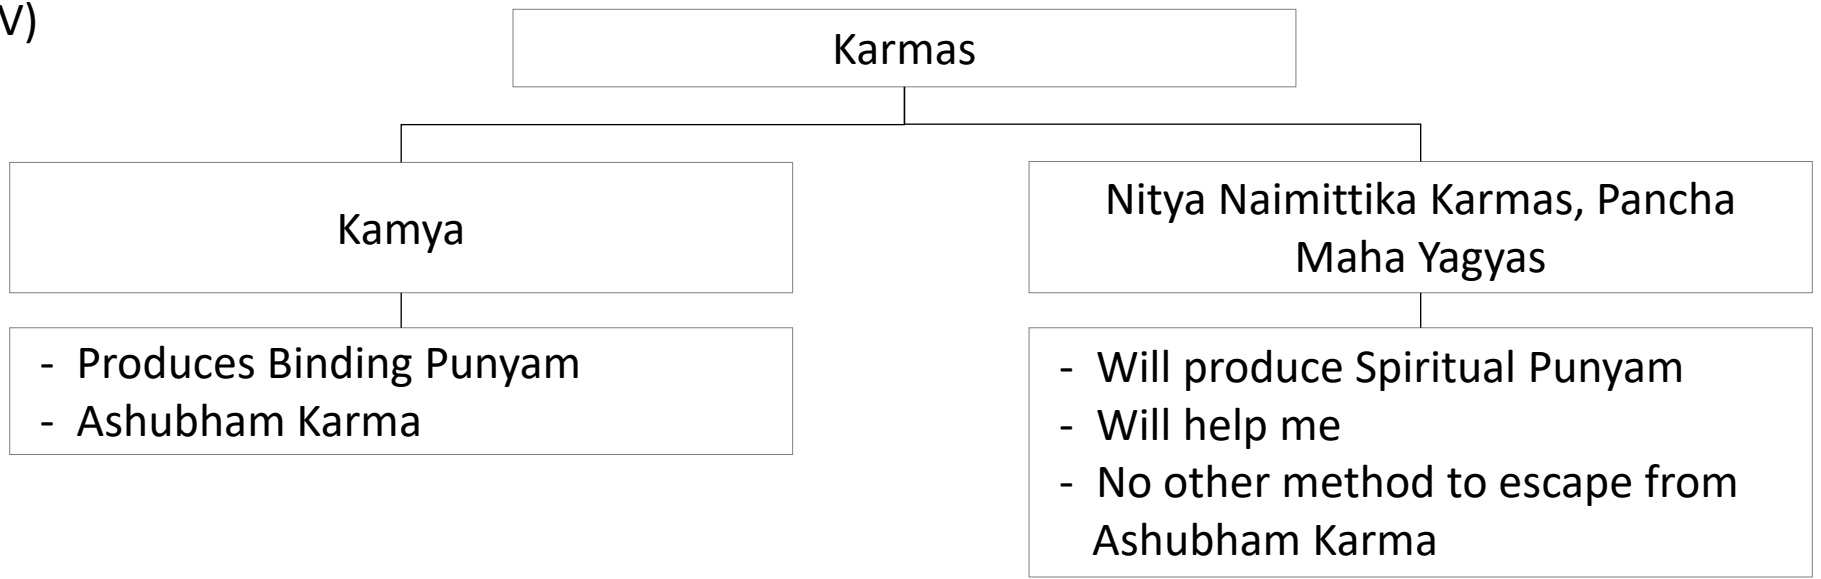 V)
Karmas
Kamya
Nitya Naimittika Karmas, Pancha
Maha Yagyas
- Produces Binding Punyam
- Ashubham Karma
- Will produce Spiritual Punyam
- Will help me
- No other method to escape from
Ashubham Karma